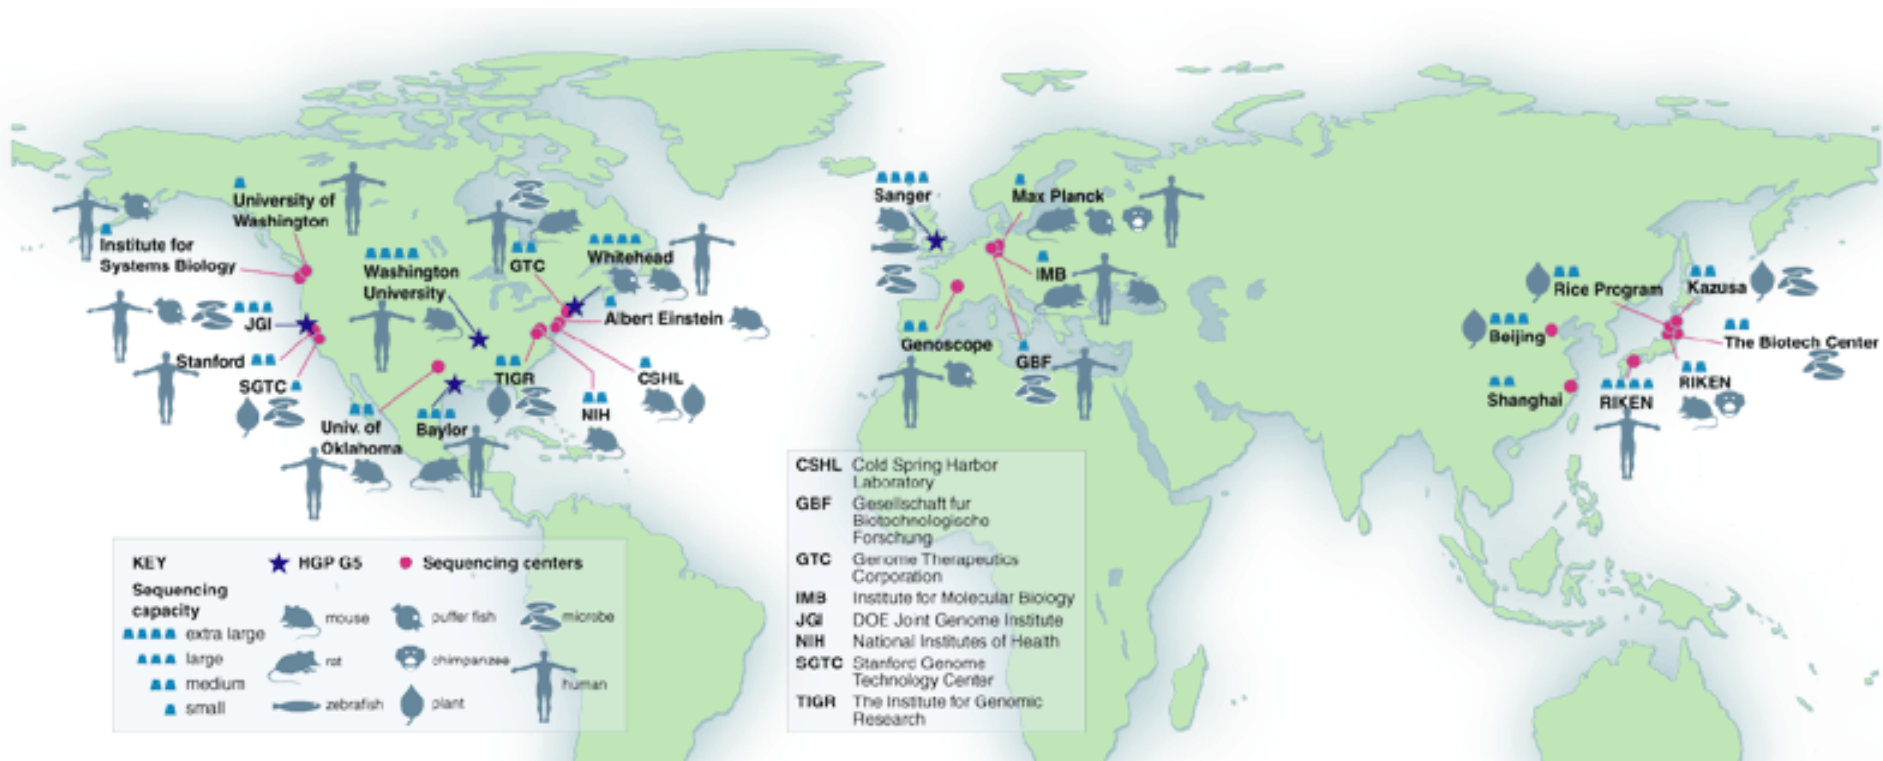 University of
Washington
Institute for
Systems Biology
JGI
Stanford
SGTC
Washington
University
GTC
Whitehead
Albert Einstein
TIGR
CSHL
NIH
Univ. of
Oklahoma
Baylor
Sanger
Max Planck
IMB
Genoscope
GBF
Rice Program
Kazusa
Beijing
The Biotech Center
Shanghai
RIKEN
RIKEN
CSHL Cold Spring Harbor
Laboratory
GBF Gesellschaft fur
Biotochnologischo
Forschung
GTC Genome Therapeutics
Corporation
IMB Institute for Molecular Biology
JGI DOE Joint Genome Institute
NIH National Institutes of Health
SGTC Stanford Genome
Technology Center
TIGR The Institute for Genomic
Research
KEY
HGP G5
Sequencing centers
Sequencing
capacity
extra large
large
medium
small
mouse
rat
zebrafish
puffer fish
chimpanzee
plant
microbe
human